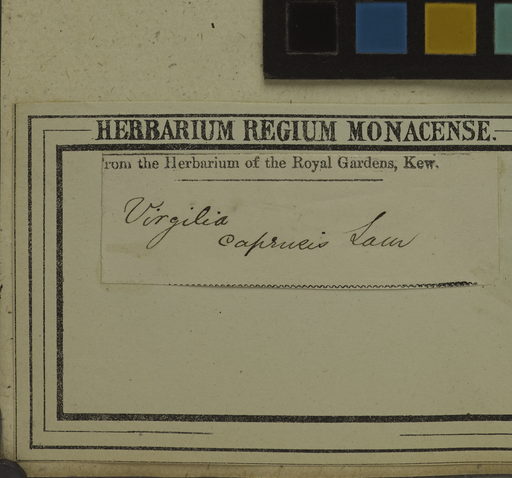 HERBARIUM REGIUM MONACENSE.
rom the Herbarium of the Royal Gardens, Kew.
Virgilia
capensis Lam